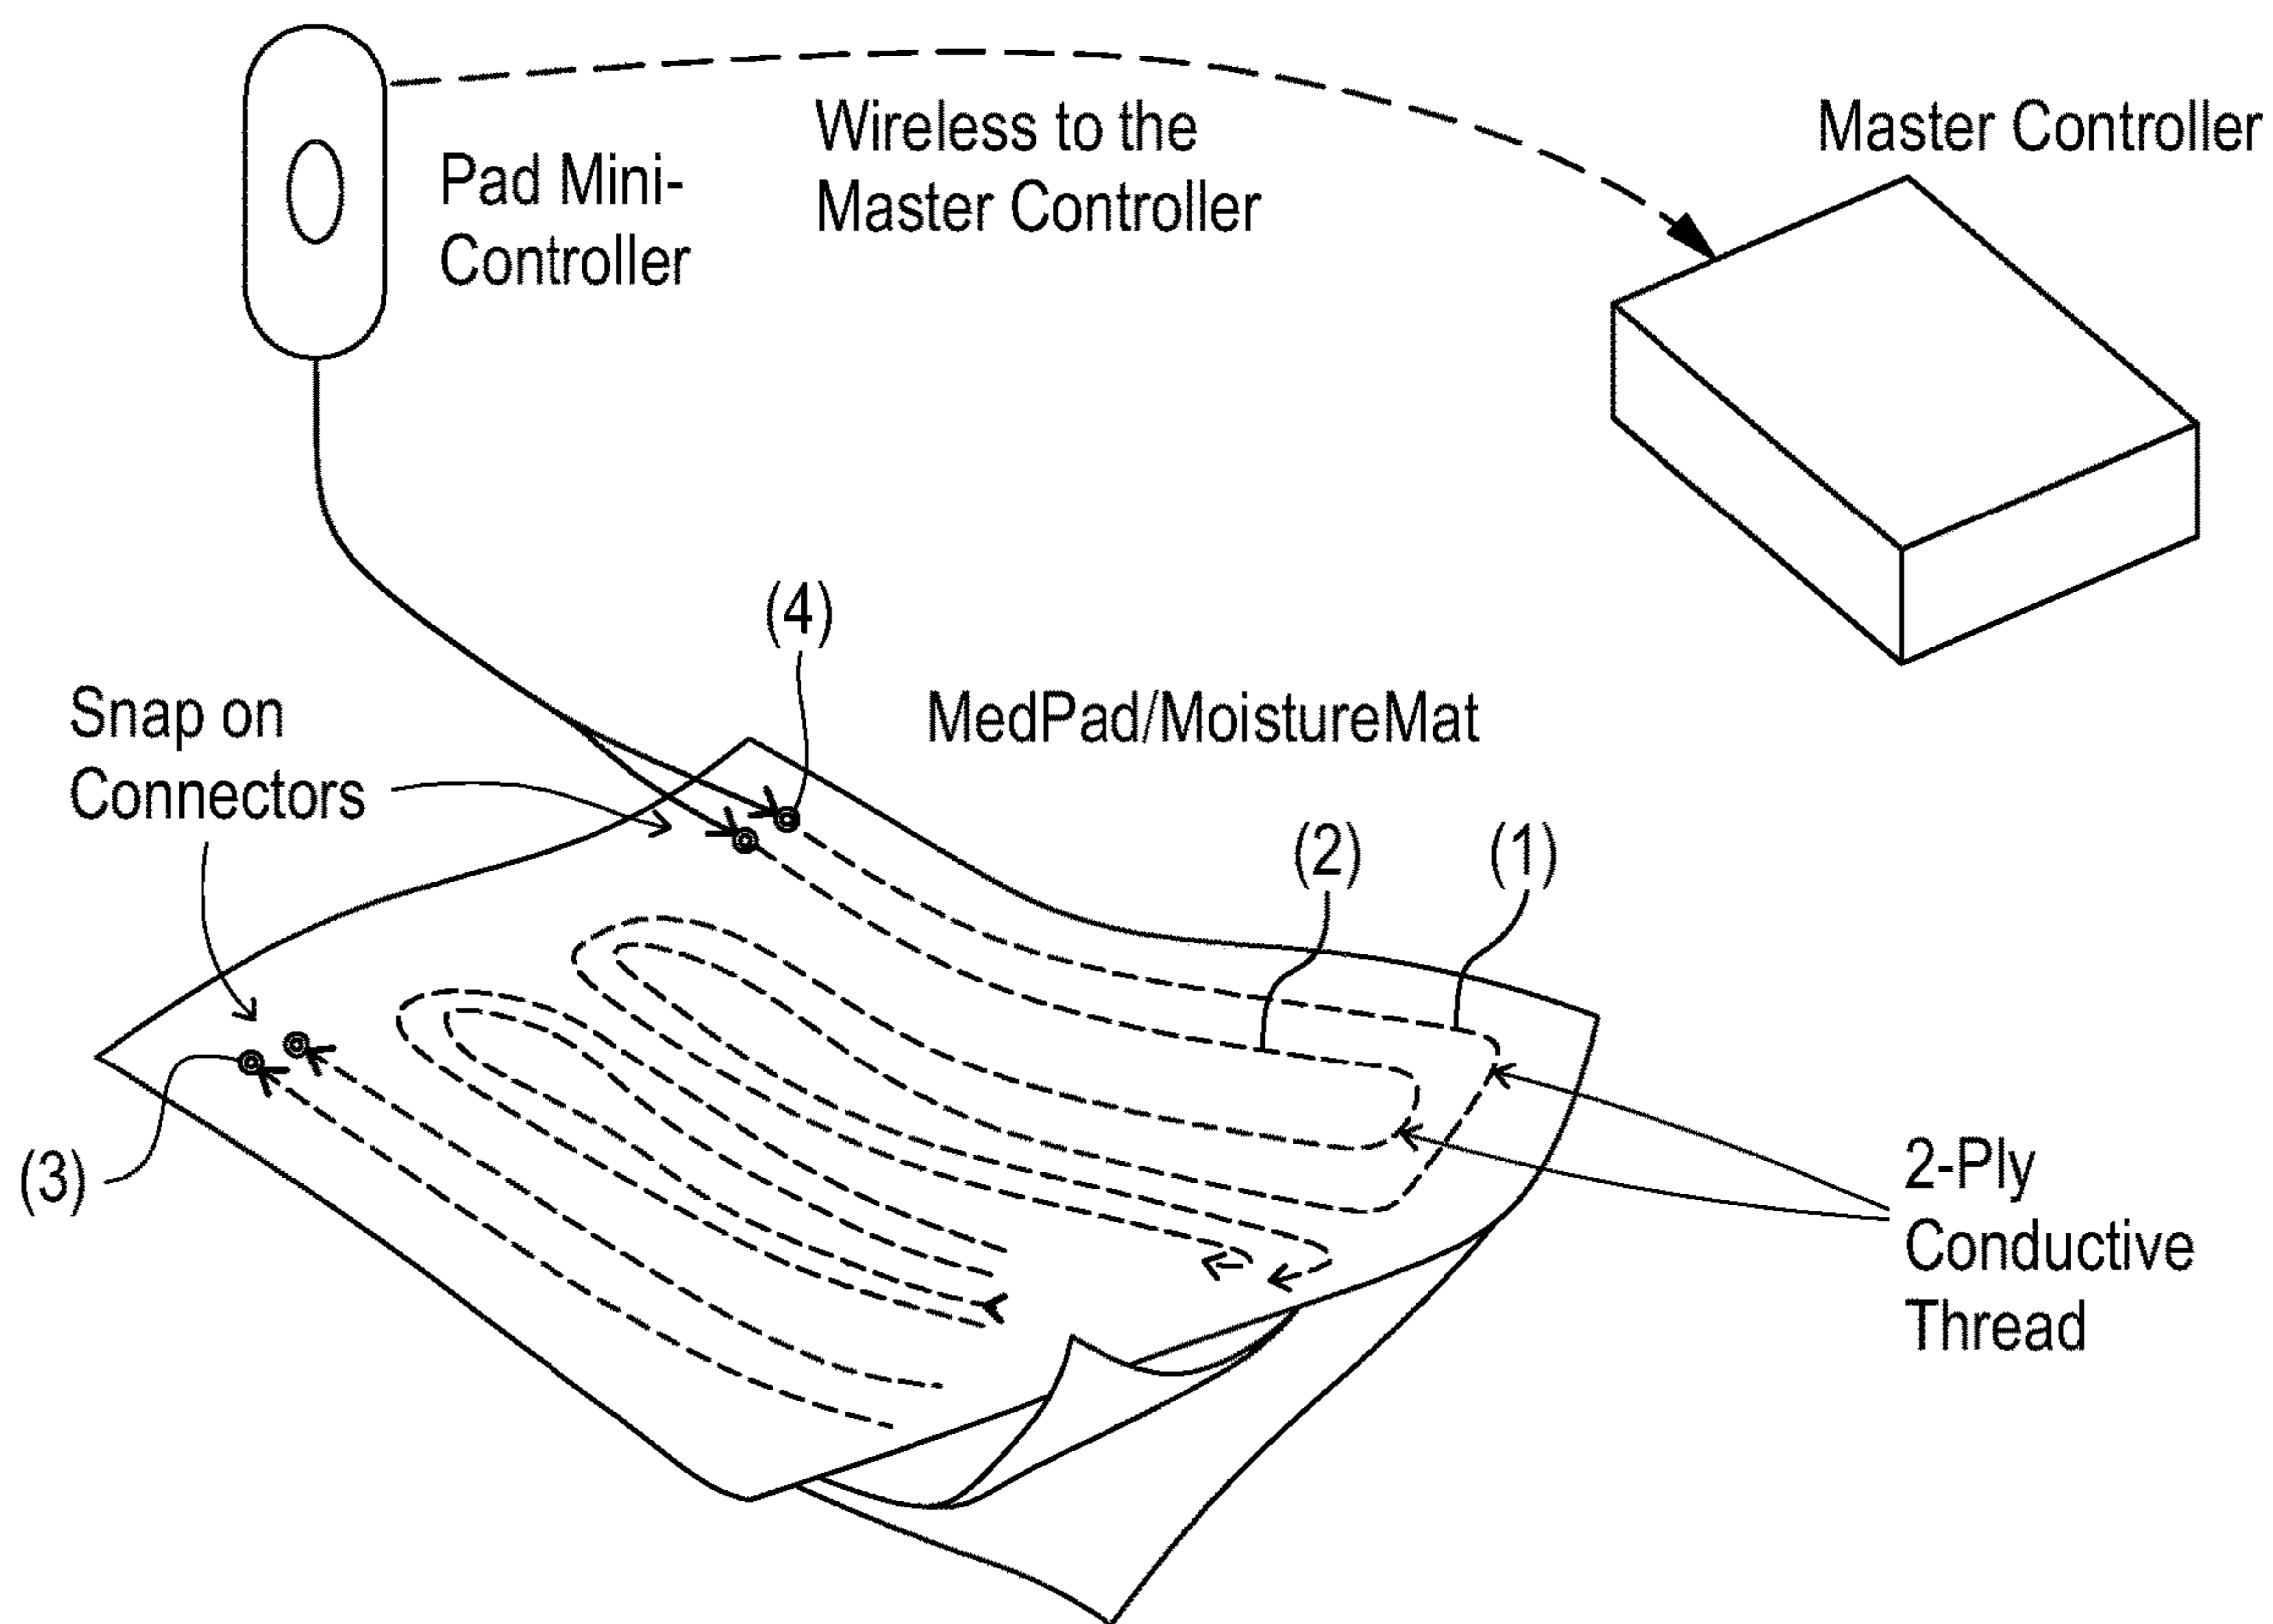 Pad Mini-
Controller
Wireless to the
Master Controller
Master Controller
(4)
Snap on
Connectors
MedPad/MoistureMat
(2)
(1)
(3)
2-Ply
Conductive
Thread